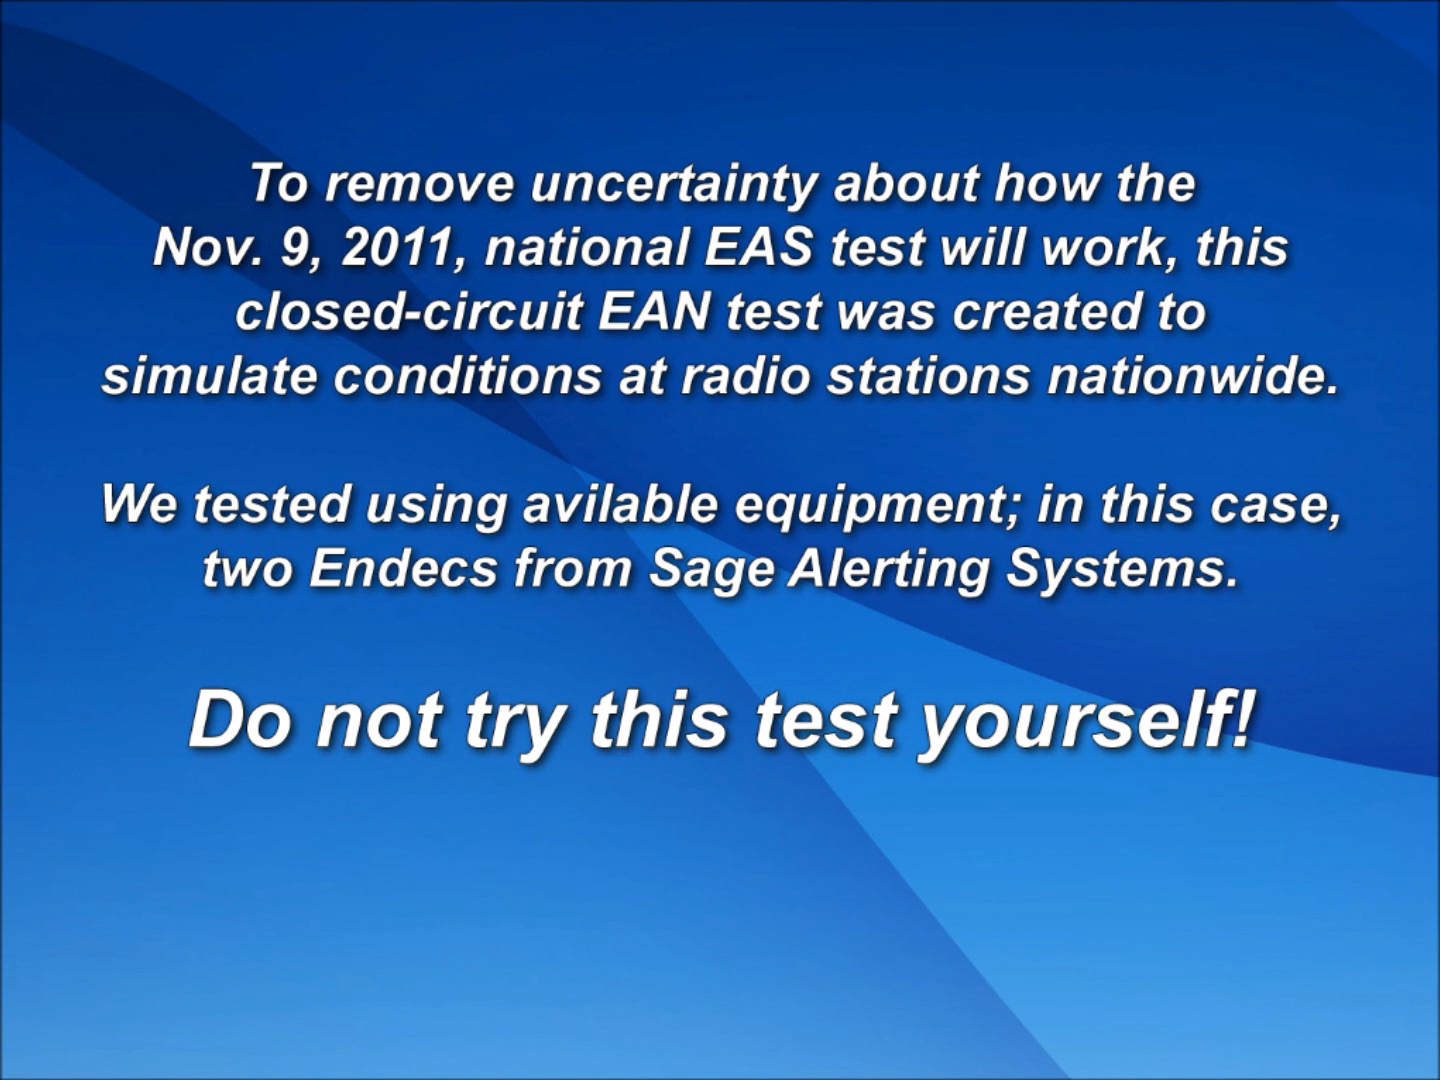 To remove uncertainty about how the
Nov. 9, 2011, national EAS test will work, this
closed-circuit EAN test was created to
simulate conditions at radio stations nationwide.
We tested using avilable equipment; in this case,
two Endecs from Sage Alerting Systems.
Do not try this test yourself!